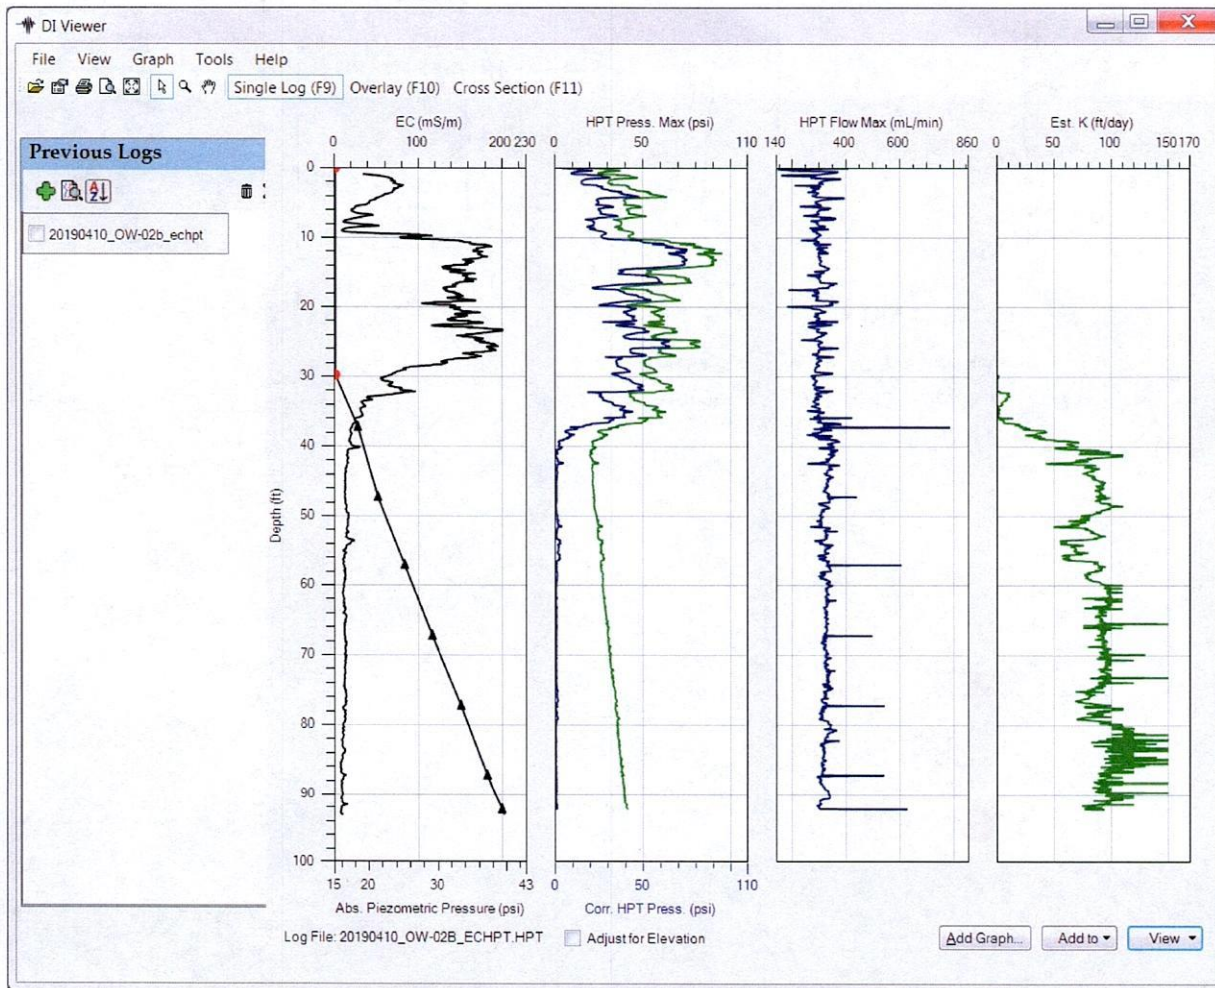 DI Viewer
File View Graph Tools Help
Single Log (F9) Overlay (F10) Cross Section (F11)
Previous Logs
20190410_OW-02b_echpt
EC (mS/m)
0 100 200 230
HPT Press. Max (psi)
0 50 110
HPT Flow Max (mL/min)
140 400 600 860
Est. K (ft/day)
0 50 100 150 170
Depth (ft)
0
10
20
30
40
50
60
70
80
90
100
15 20 30 43
Abs. Piezometric Pressure (psi)
0 50 110
Corr. HPT Press. (psi)
Log File: 20190410_OW-02B_ECHPT.HPT
Adjust for Elevation
Add Graph...
Add to
View